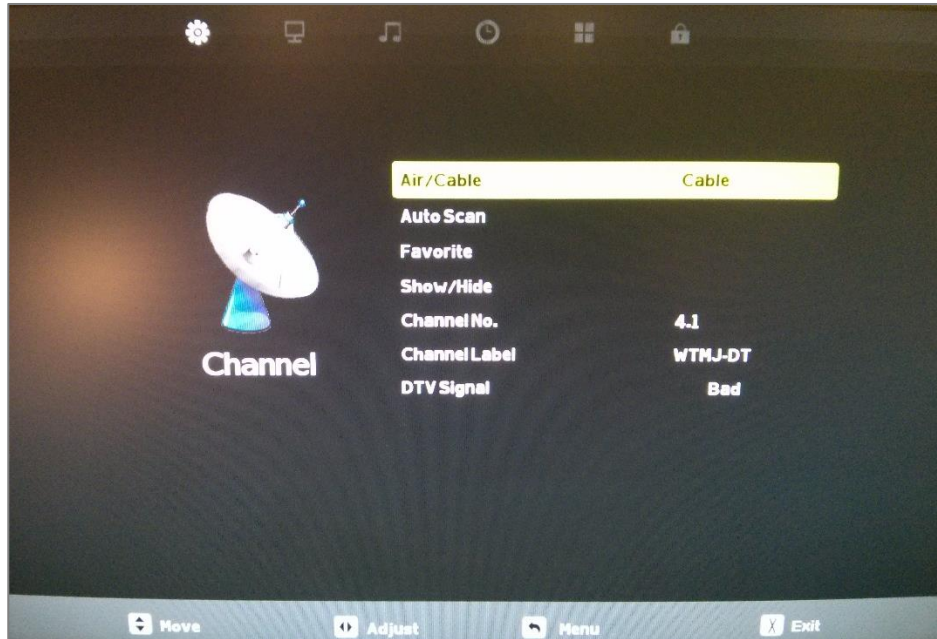 Air/Cable Cable
Auto Scan
Favorite
Show/Hide
Channel No. 4.1
Channel Label WTMJ-DT
DTV Signal Bad
Channel
Move Adjust Menu X Exit